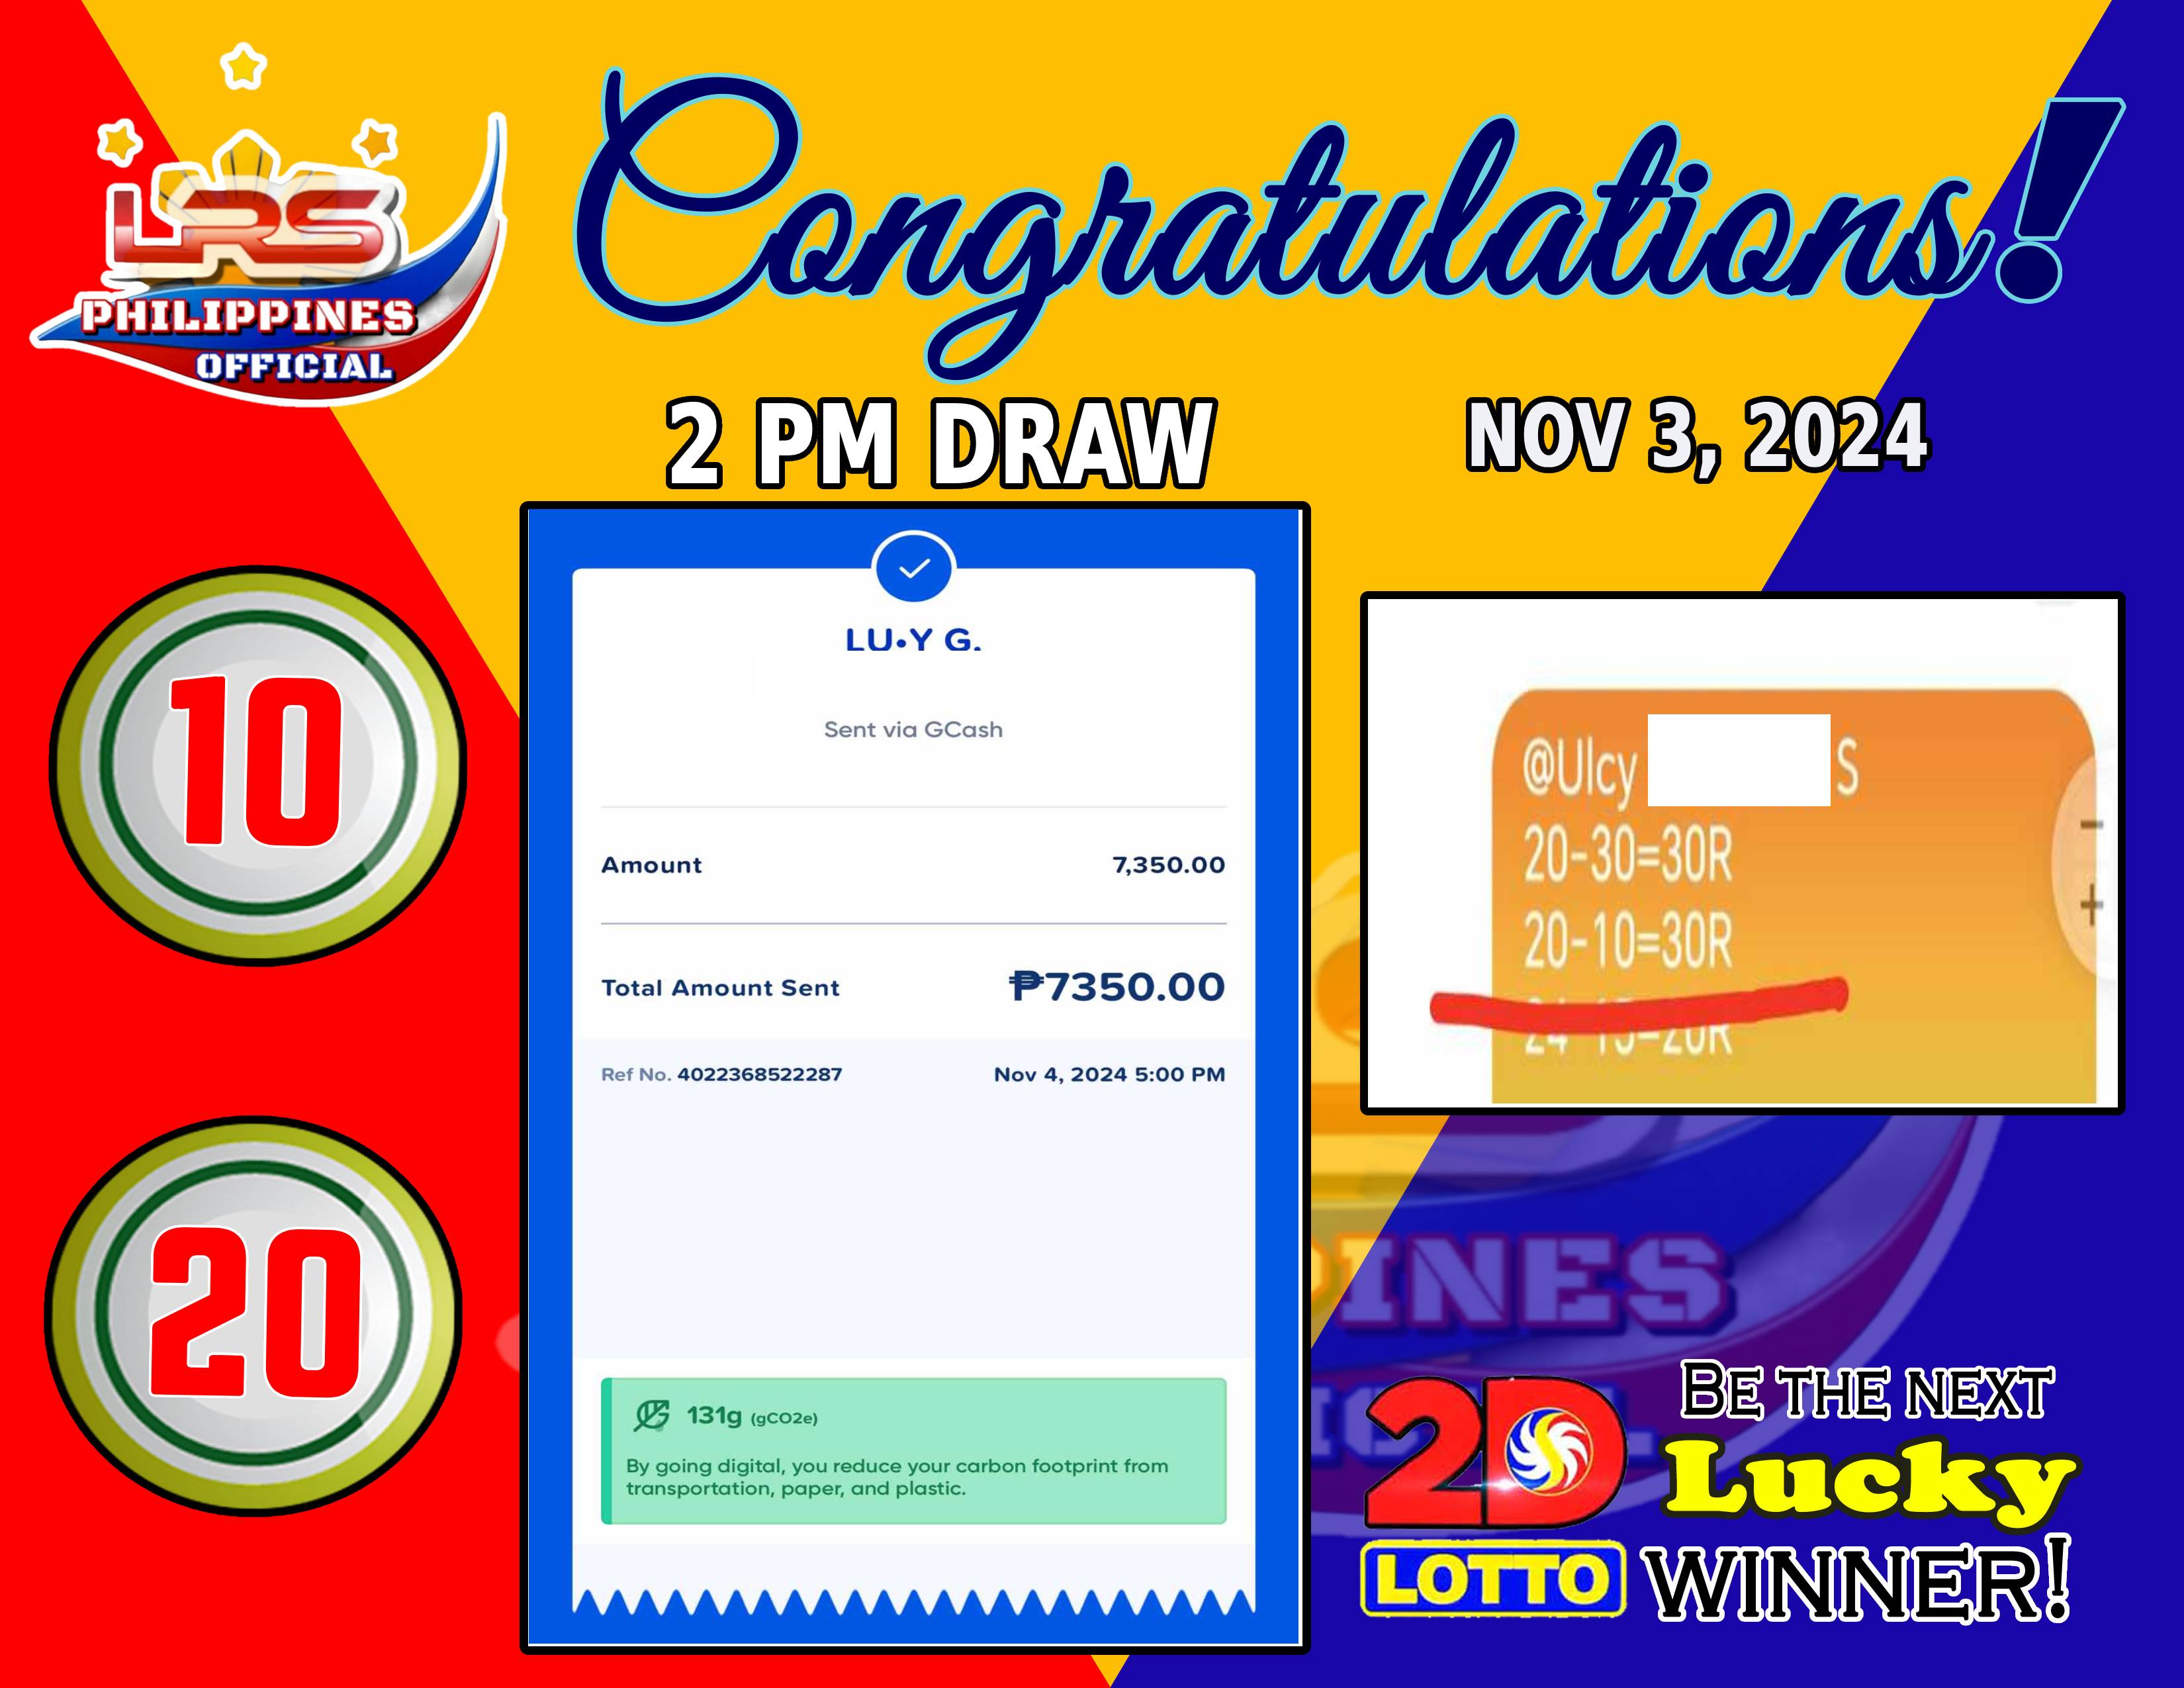 LRS
PHILIPPINES
OFFICIAL
Congratulations!
2 PM DRAW
NOV 3, 2024
10
20
LU•Y G.
Sent via GCash
Amount 7,350.00
Total Amount Sent ₱7350.00
Ref No. 4022368522287 Nov 4, 2024 5:00 PM
131g (gCO2e)
By going digital, you reduce your carbon footprint from
transportation, paper, and plastic.
@Ulcy S
20-30=30R
20-10=30R
-
+
PINES
2D
LOTTO
BE THE NEXT
Lucky
WINNER!